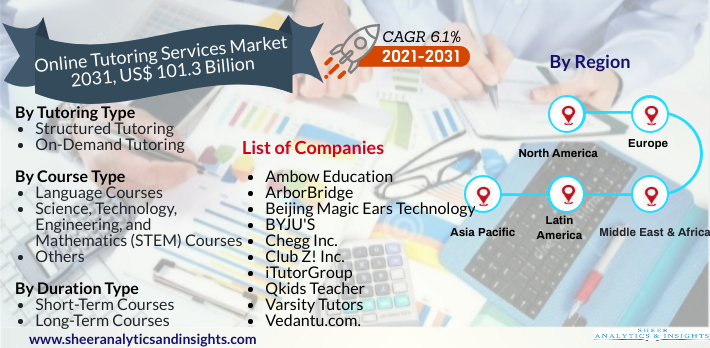 Online Tutoring Services Market
2031, US$ 101.3 Billion
CAGR 6.1%
2021-2031
By Tutoring Type
• Structured Tutoring
• On-Demand Tutoring
By Course Type
• Language Courses
• Science, Technology,
Engineering, and
Mathematics (STEM) Courses
• Others
By Duration Type
• Short-Term Courses
• Long-Term Courses
List of Companies
• Ambow Education
• ArborBridge
• Beijing Magic Ears Technology
• BYJU'S
• Chegg Inc.
• Club Z! Inc.
• iTutorGroup
• Qkids Teacher
• Varsity Tutors
• Vedantu.com.
By Region
North America
Europe
Asia Pacific
Latin
America
Middle East & Africa
www.sheeranalyticsandinsights.com
SHEER
ANALYTICS & INSIGHTS